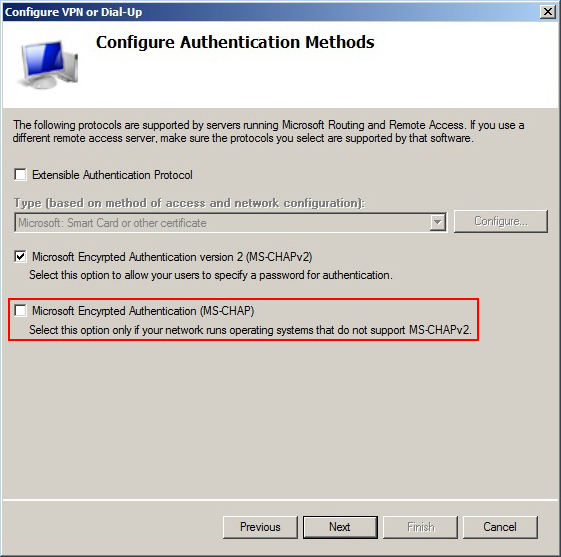 Configure VPN or Dial-Up
Configure Authentication Methods
The following protocols are supported by servers running Microsoft Routing and Remote Access. If you use a
different remote access server, make sure the protocols you select are supported by that software.
Extensible Authentication Protocol
Type (based on method of access and network configuration):
Microsoft: Smart Card or other certificate
Configure...
Microsoft Encyrpted Authentication version 2 (MS-CHAPv2)
Select this option to allow your users to specify a password for authentication.
Microsoft Encyrpted Authentication (MS-CHAP)
Select this option only if your network runs operating systems that do not support MS-CHAPv2.
Previous
Next
Finish
Cancel